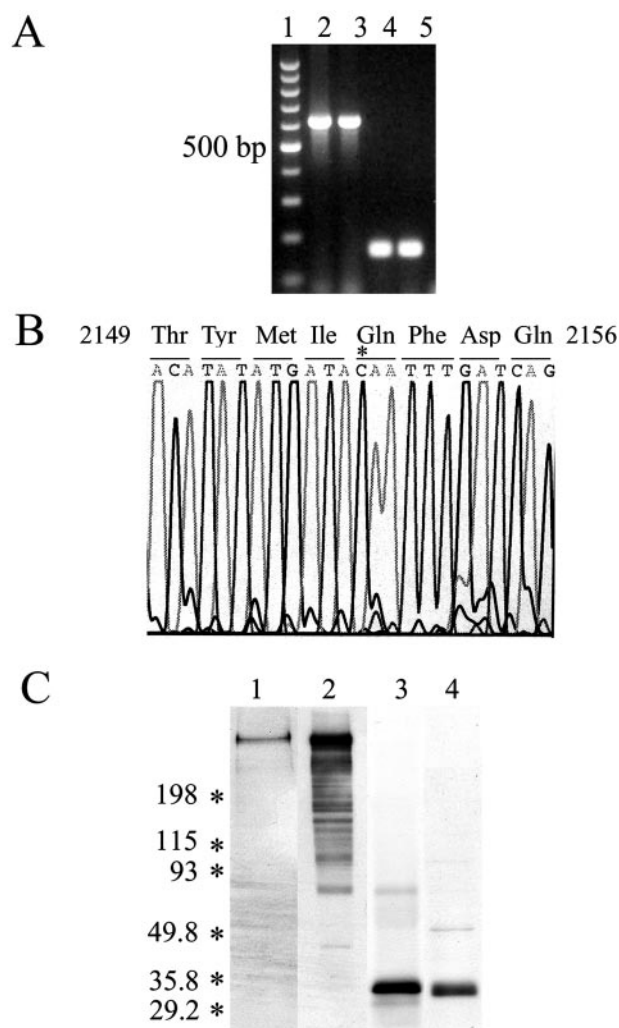 A
1 2 3 4 5
500 bp
B
2149 Thr Tyr Met Ile Gln Phe Asp Gln 2156
*
A C A T A T A T G A T A C A A T T T G A T C A G
C
1 2 3 4
198 *
115 *
93 *
49.8 *
35.8 *
29.2 *